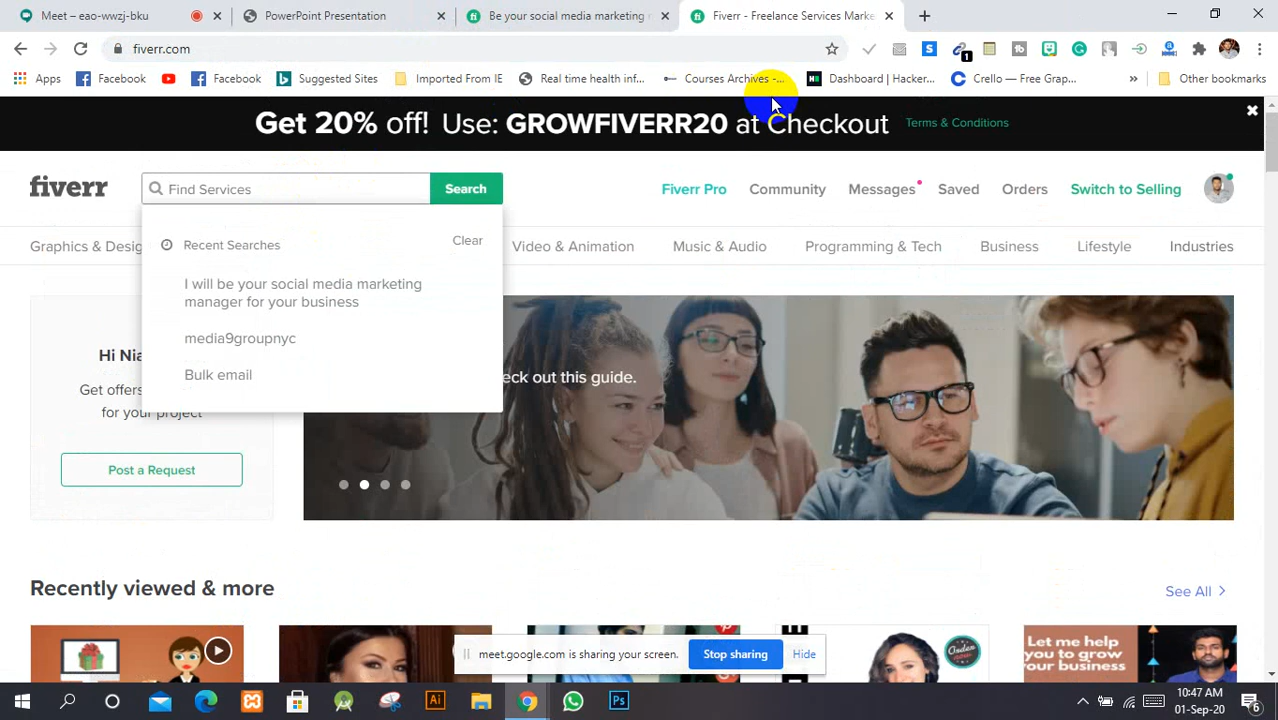 Meet – eao-wwzj-bku
PowerPoint Presentation
Be your social media marketing
Fiverr - Freelance Services Marke
fiverr.com
1
Apps
Facebook
Facebook
Suggested Sites
Imported From IE
Real time health inf...
Courses Archives -...
Dashboard | Hacker...
Crello — Free Grap...
»
Other bookmarks
Get 20% off! Use: GROWFIVERR20 at Checkout
Terms & Conditions
fiverr
Find Services
Search
Fiverr Pro
Community
Messages
Saved
Orders
Switch to Selling
Graphics & Desig
Video & Animation
Music & Audio
Programming & Tech
Business
Lifestyle
Industries
Recent Searches
Clear
I will be your social media marketing
manager for your business
media9groupnyc
Bulk email
Hi Nia
Get offers
for your project
Post a Request
eck out this guide.
Recently viewed & more
See All
Order
now
Let me help
you to grow
your business
meet.google.com is sharing your screen.
Stop sharing
Hide
Ai
Ps
10:47 AM
01-Sep-20
6